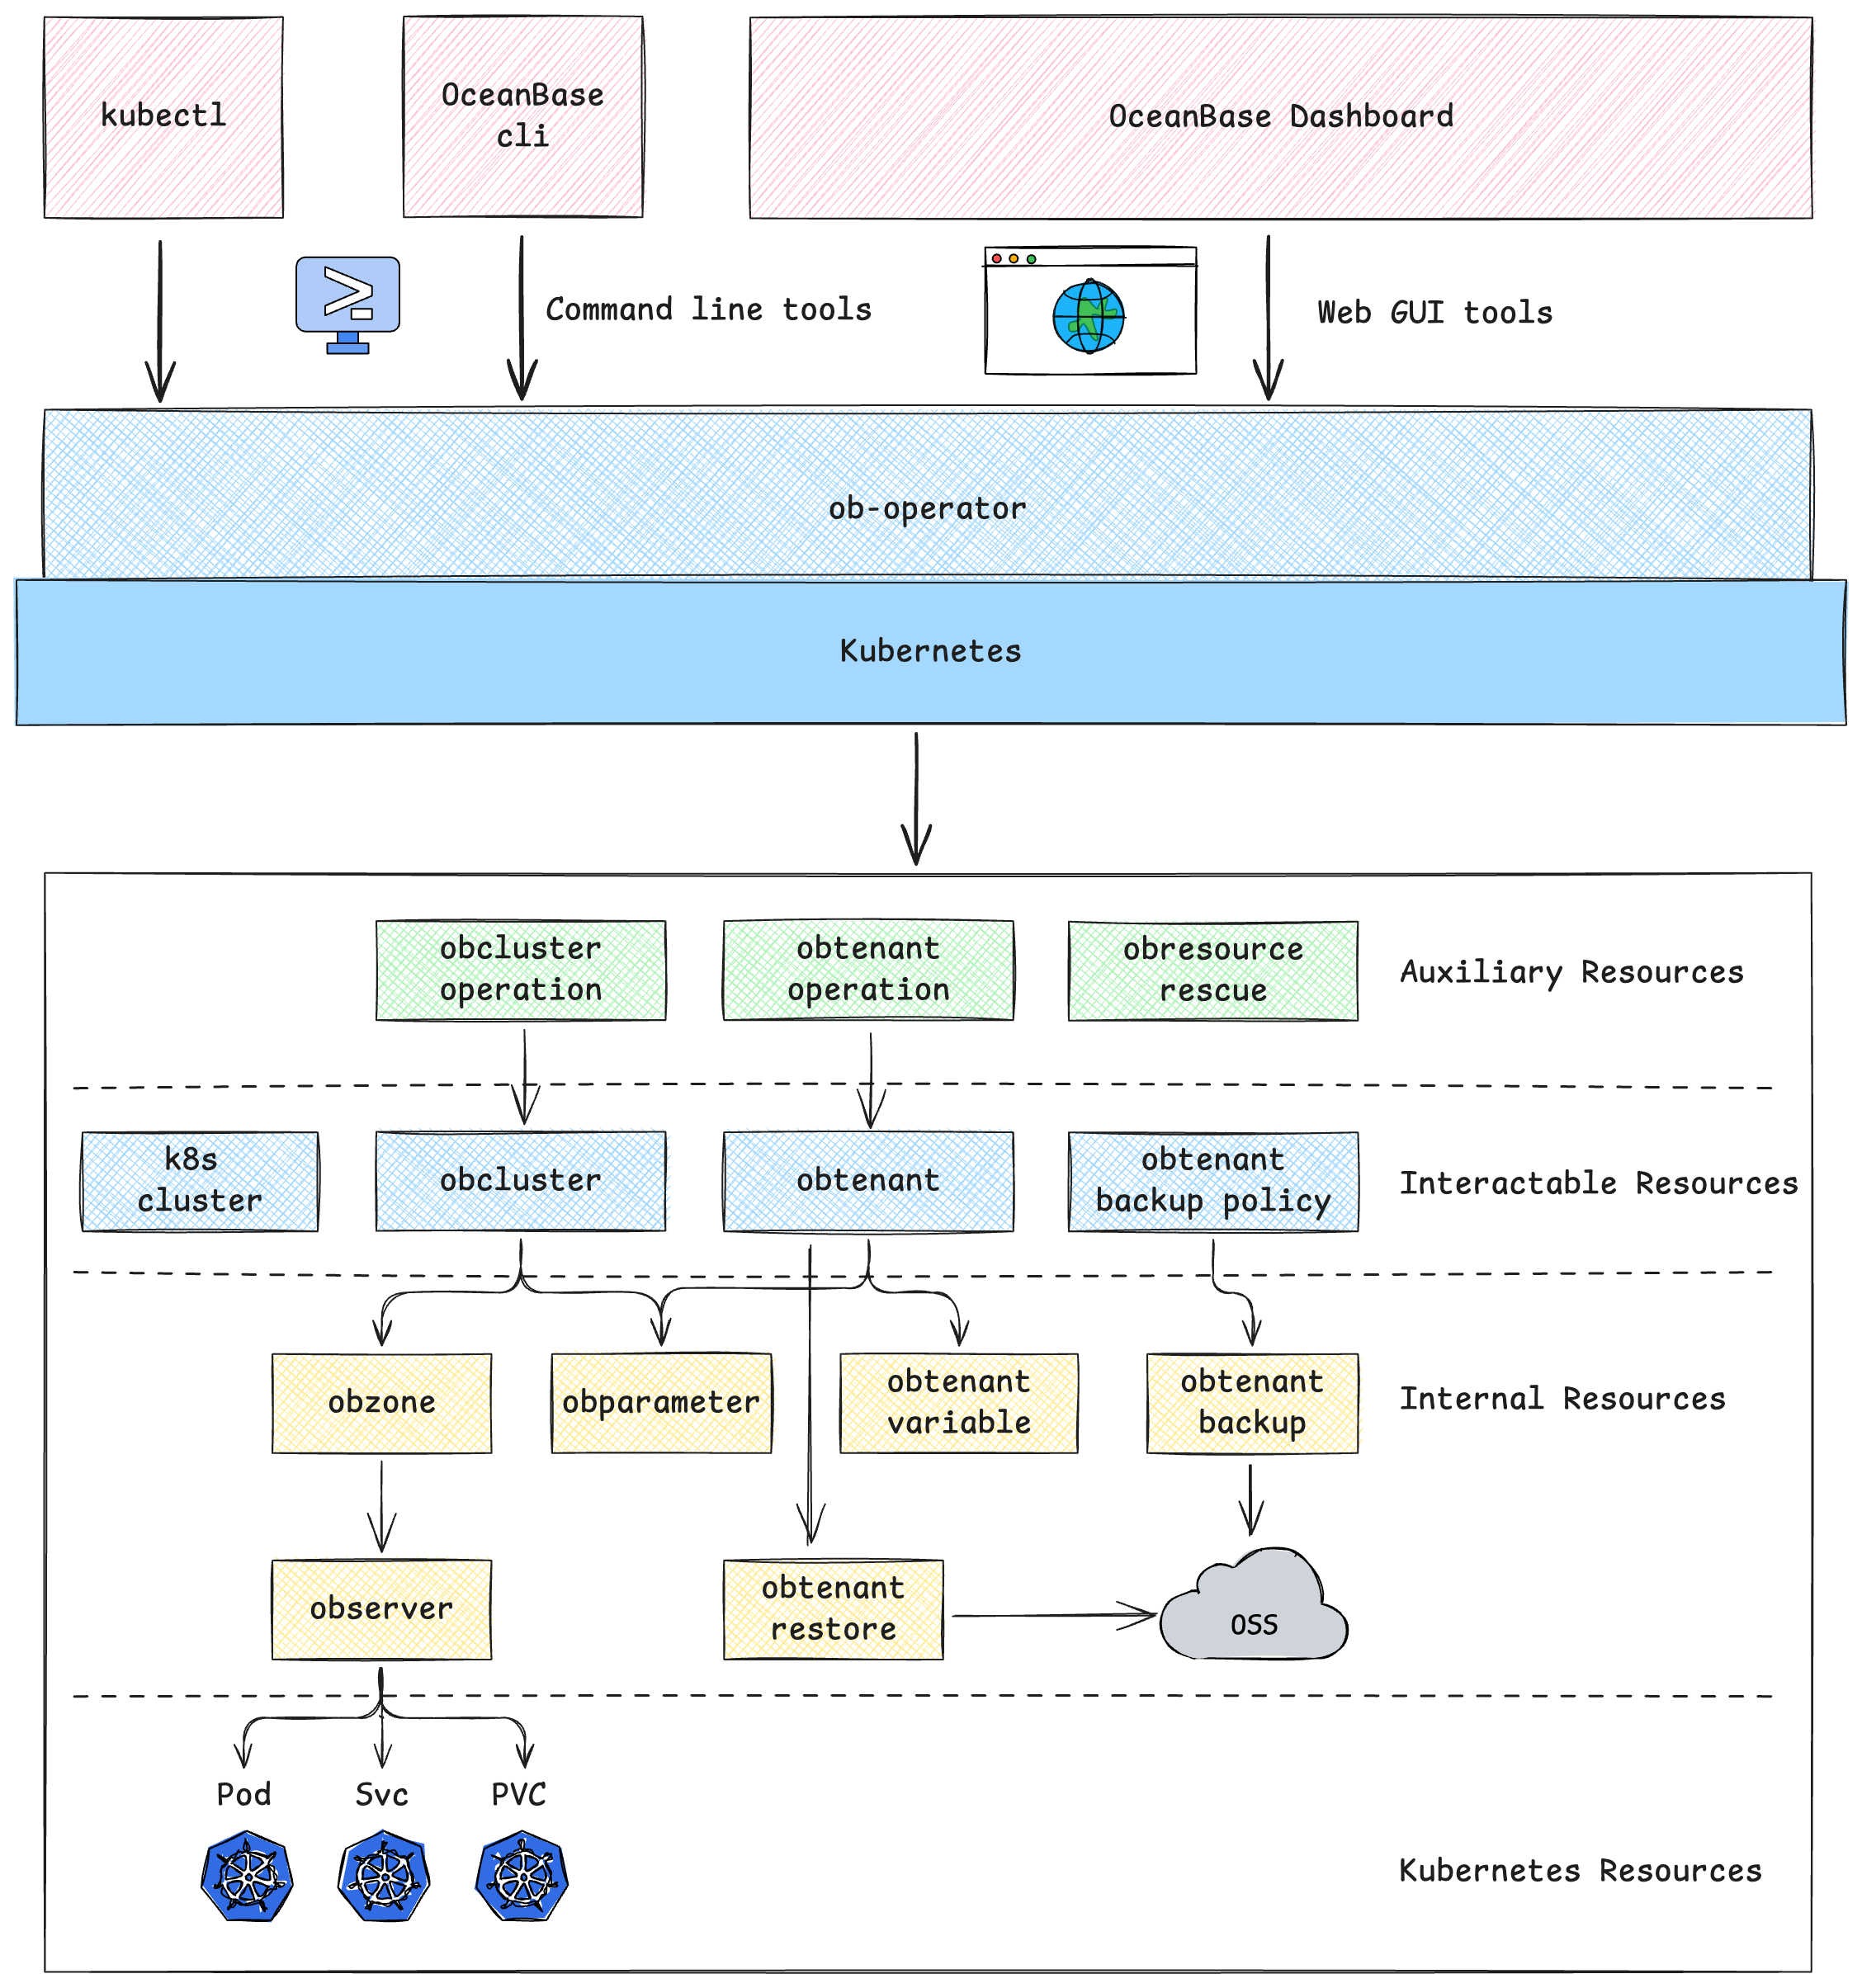 kubectl
OceanBase
cli
OceanBase Dashboard
Command line tools
Web GUI tools
ob-operator
Kubernetes
obcluster
operation
obtenant
operation
obresource
rescue
Auxiliary Resources
k8s
cluster
obcluster
obtenant
obtenant
backup policy
Interactable Resources
obzone
obparameter
obtenant
variable
obtenant
backup
Internal Resources
observer
obtenant
restore
OSS
Pod
Svc
PVC
Kubernetes Resources